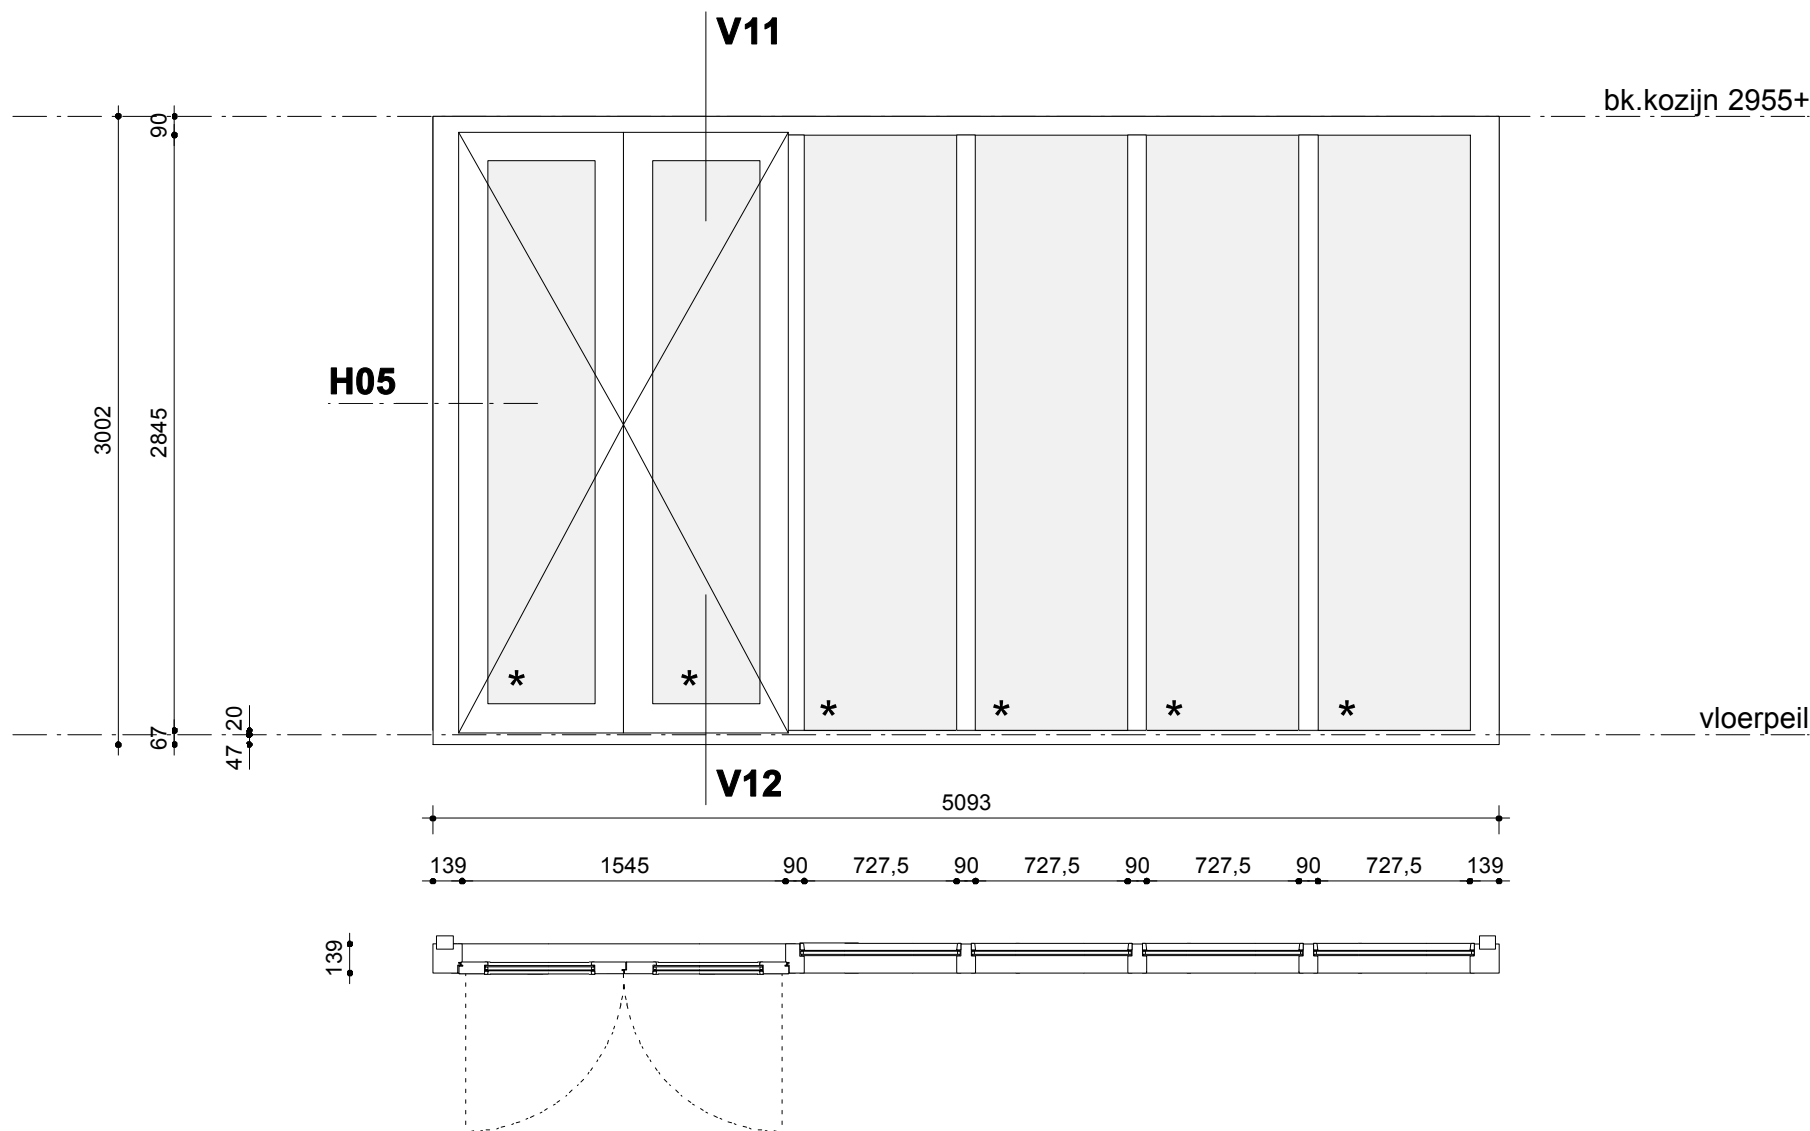 V11
bk.kozijn 2955+
90
H05
3002
2845
* * * * * *
vloerpeil
67
20
47
V12
5093
139 1545 90 727,5 90 727,5 90 727,5 90 727,5 139
139